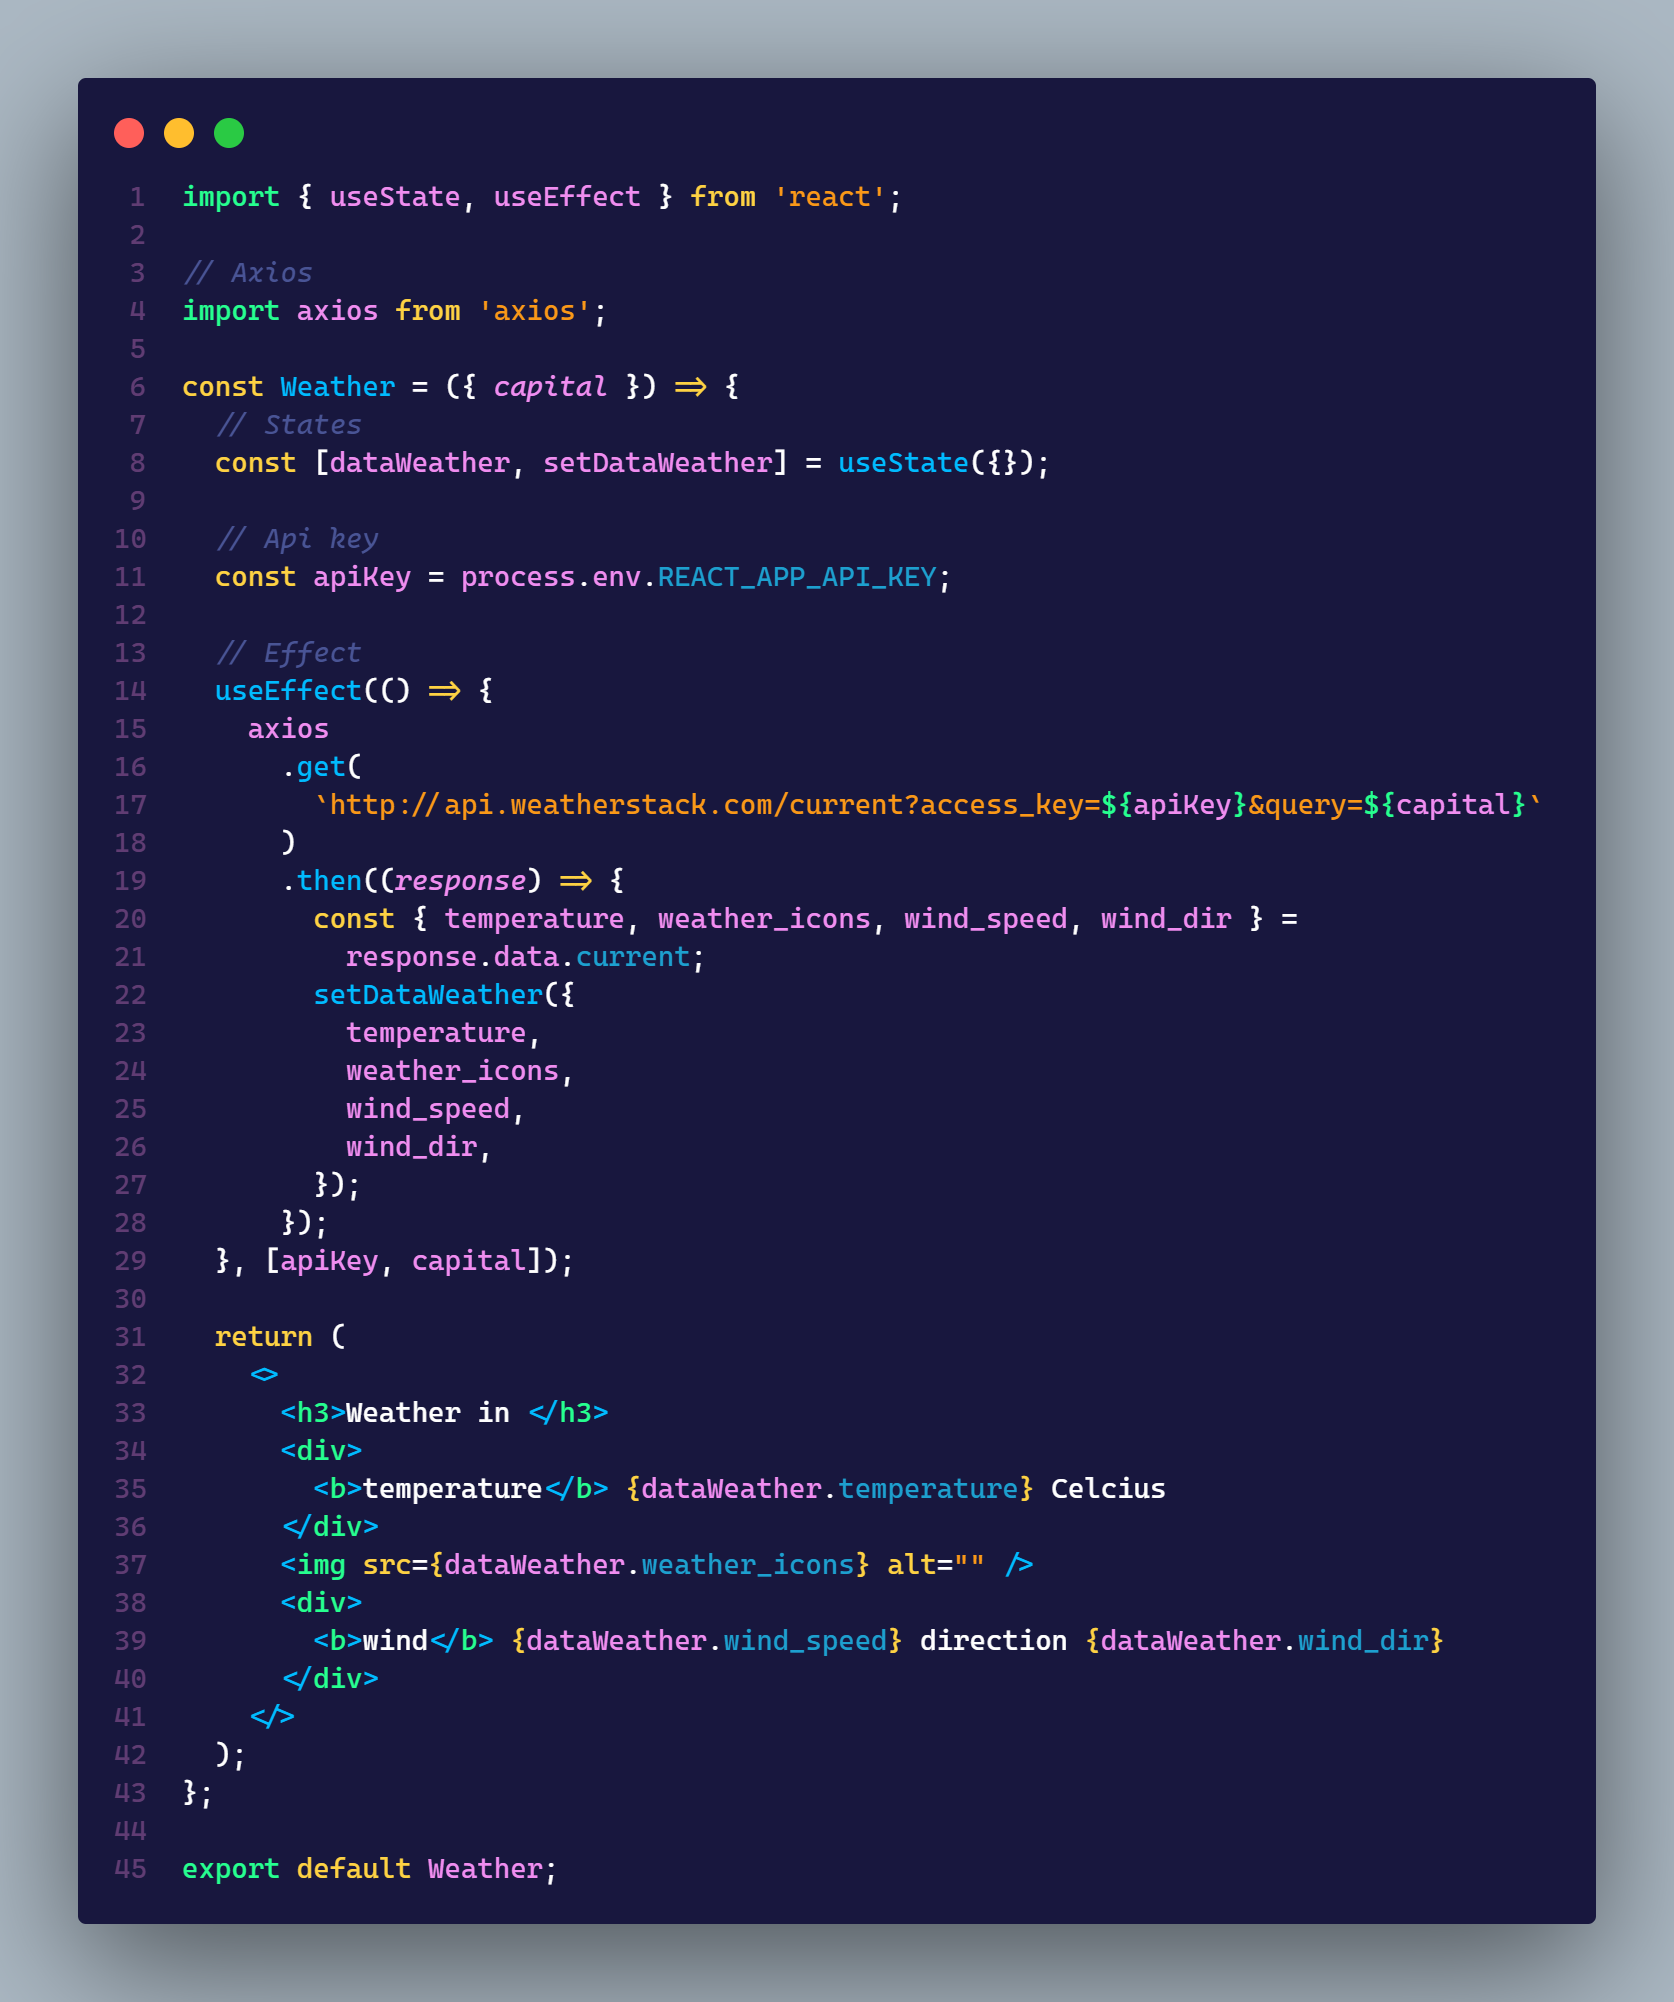 1 import { useState, useEffect } from 'react';
2
3 // Axios
4 import axios from 'axios';
5
6 const Weather = ({ capital }) => {
7   // States
8   const [dataWeather, setDataWeather] = useState({});
9
10   // Api key
11   const apiKey = process.env.REACT_APP_API_KEY;
12
13   // Effect
14   useEffect(() => {
15     axios
16       .get(
17         `http://api.weatherstack.com/current?access_key=${apiKey}&query=${capital}`
18       )
19       .then((response) => {
20         const { temperature, weather_icons, wind_speed, wind_dir } =
21           response.data.current;
22         setDataWeather({
23           temperature,
24           weather_icons,
25           wind_speed,
26           wind_dir,
27         });
28       });
29   }, [apiKey, capital]);
30
31   return (
32     <>
33       <h3>Weather in </h3>
34       <div>
35         <b>temperature</b> {dataWeather.temperature} Celcius
36       </div>
37       <img src={dataWeather.weather_icons} alt="" />
38       <div>
39         <b>wind</b> {dataWeather.wind_speed} direction {dataWeather.wind_dir}
40       </div>
41     </>
42   );
43 };
44
45 export default Weather;